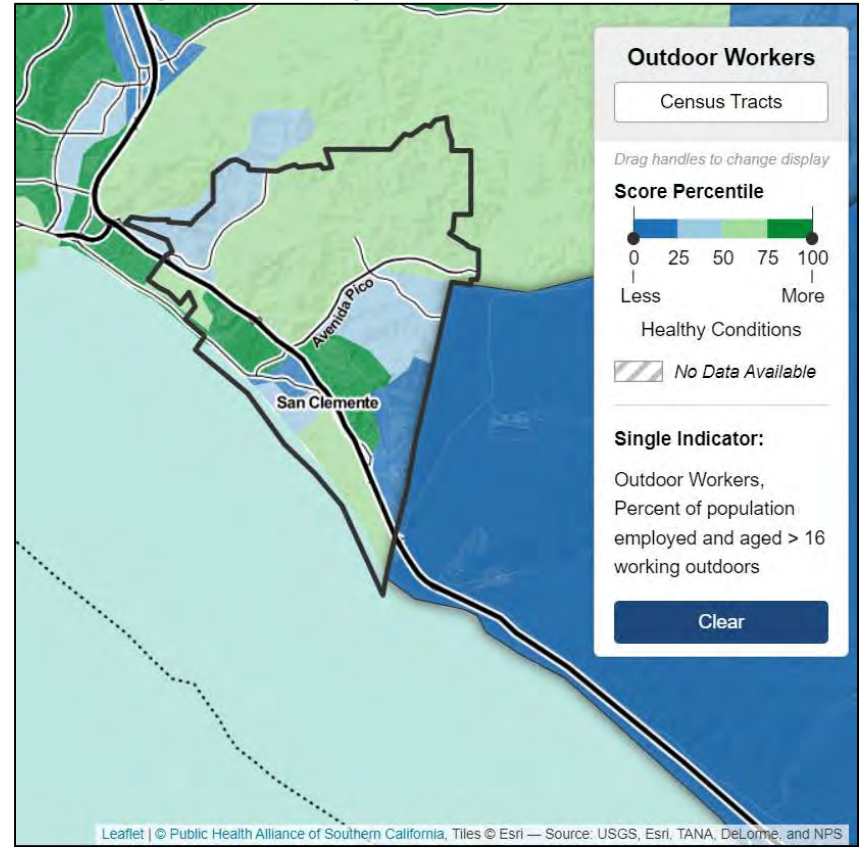 Outdoor Workers
Census Tracts
Drag handles to change display
Score Percentile
0 25 50 75 100
Less More
Healthy Conditions
No Data Available
Single Indicator:
Outdoor Workers,
Percent of population
employed and aged > 16
working outdoors
Clear
Avenida Pico
San Clemente
Leaflet | © Public Health Alliance of Southern California, Tiles © Esri — Source: USGS, Esri, TANA, DeLorme, and NPS